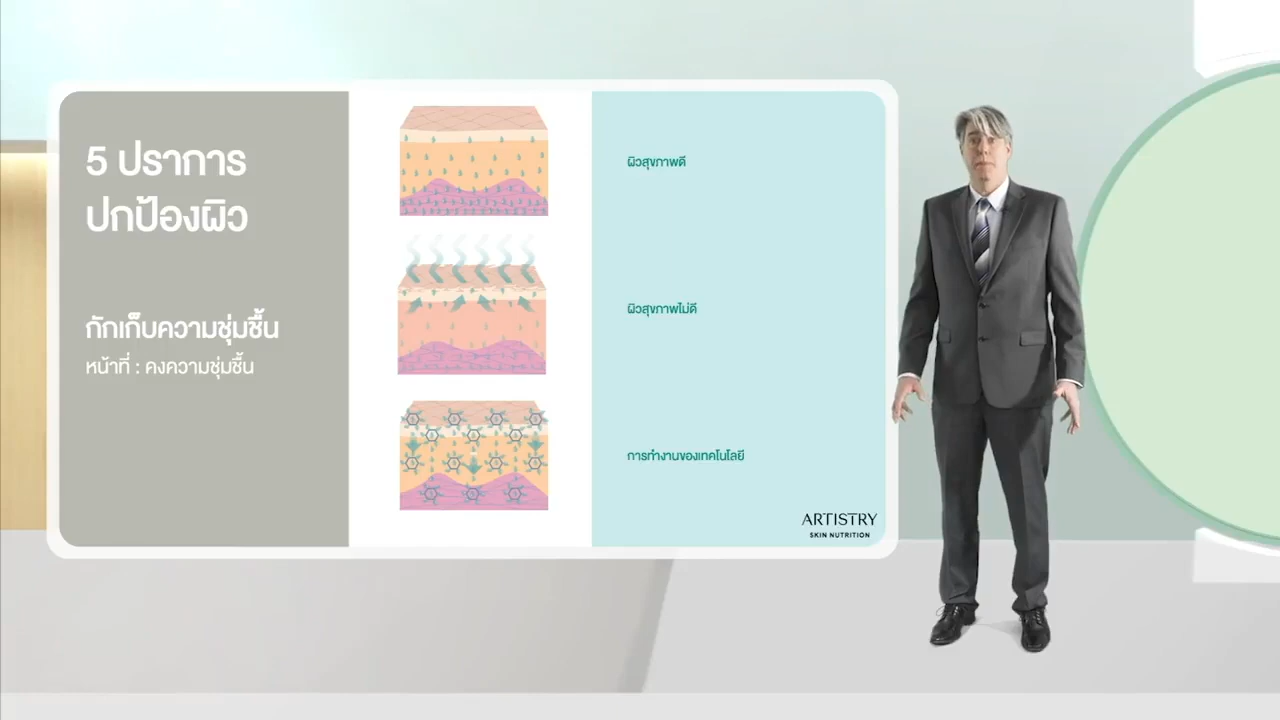 5 ปราการ
ปกป้องผิว
กักเก็บความชุ่มชื้น
หน้าที่ : คงความชุ่มชื้น
ผิวสุขภาพดี
ผิวสุขภาพไม่ดี
การทำงานของเทคโนโลยี
ARTISTRY
SKIN NUTRITION